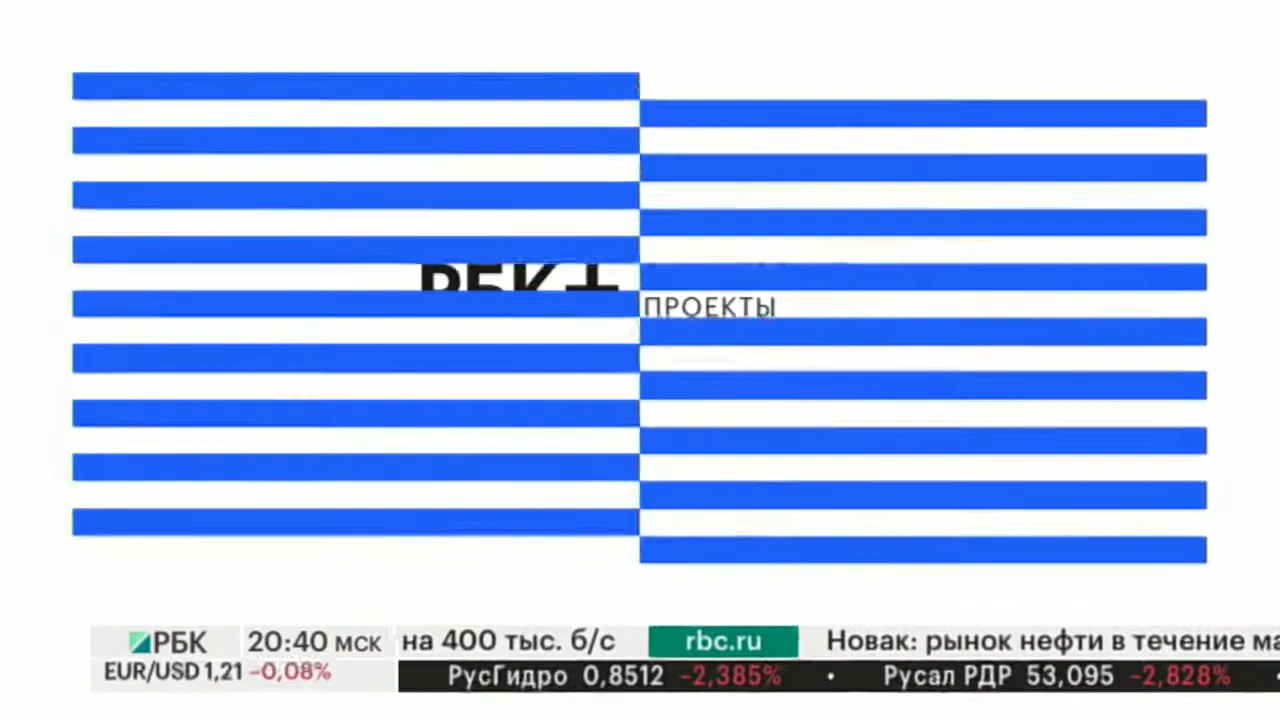 РБК+
ПРОЕКТЫ
РБК 20:40 МСК на 400 тыс. б/с rbc.ru Новак: рынок нефти в течение
EUR/USD 1,21 -0,08% РусГидро 0,8512 -2,385% • Русал РДР 53,095 -2,828% •